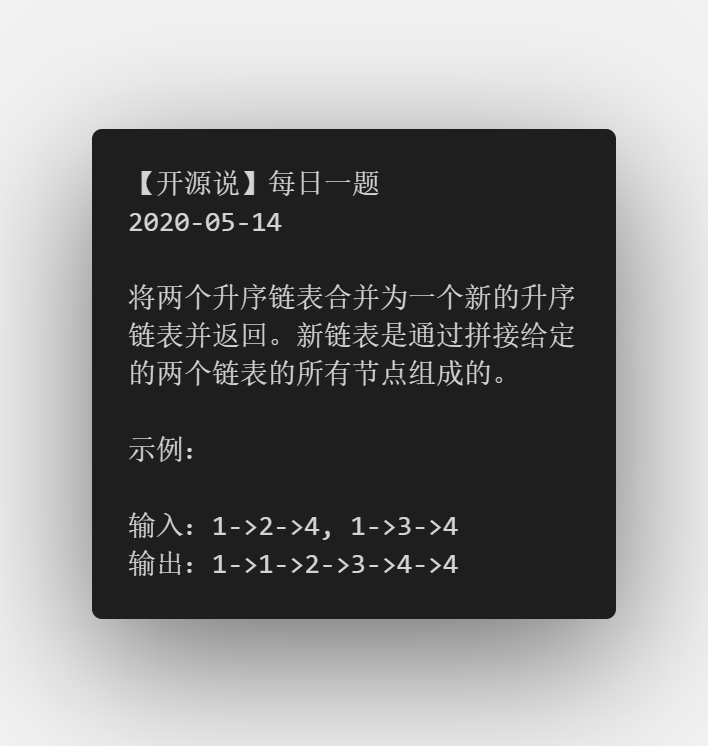 【开源说】每日一题
2020-05-14
将两个升序链表合并为一个新的升序
链表并返回。新链表是通过拼接给定
的两个链表的所有节点组成的。
示例：
输入：1->2->4, 1->3->4
输出：1->1->2->3->4->4